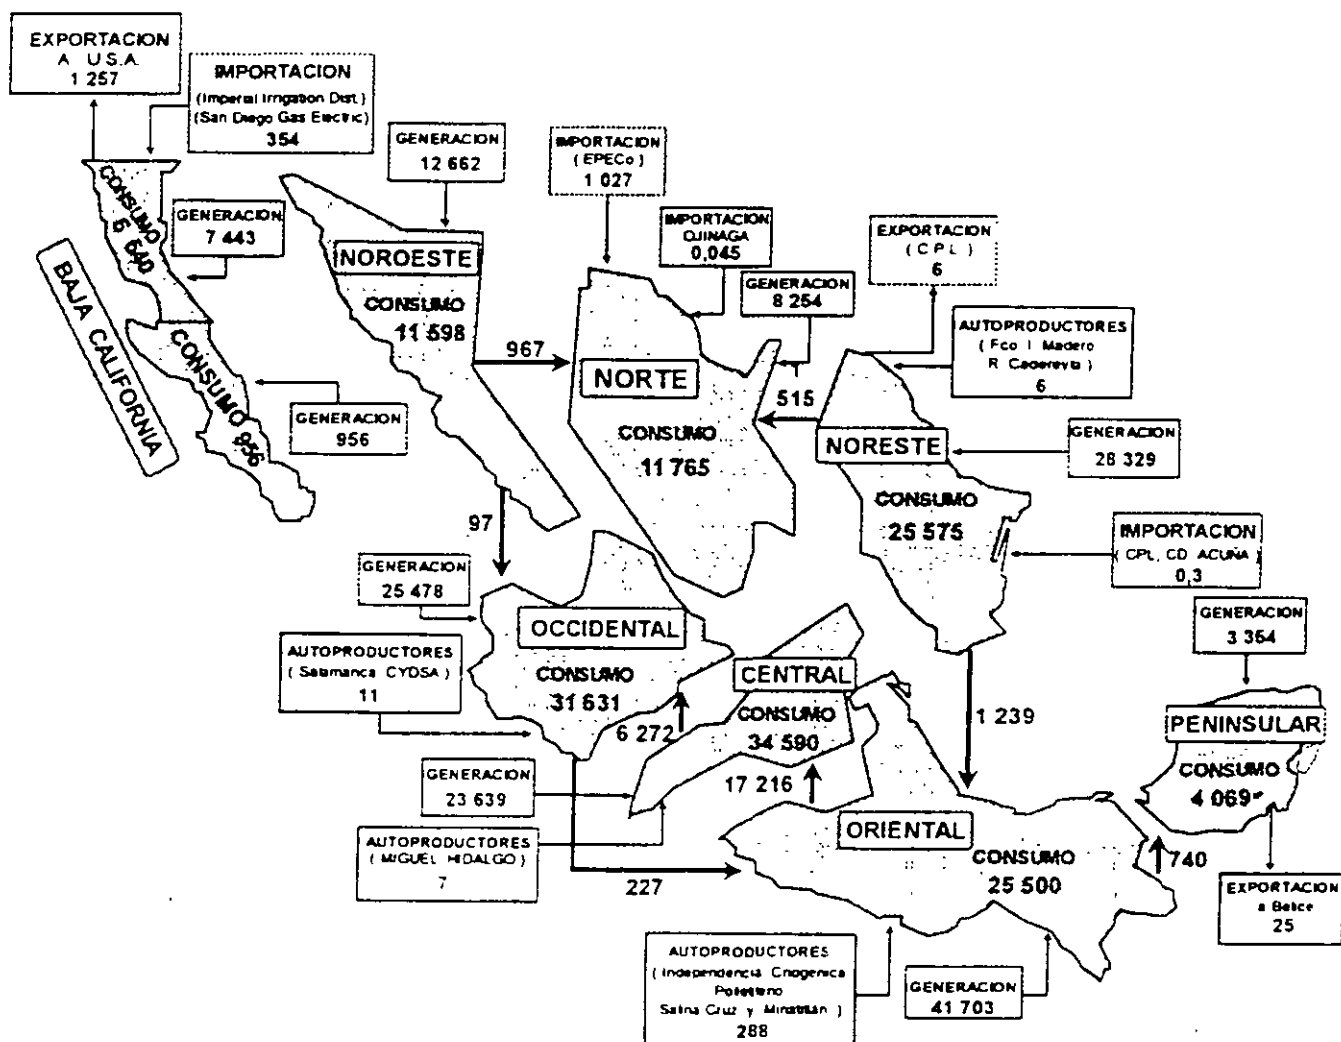 EXPORTACION
A U.S.A.
1 257
IMPORTACION
(Imperial Irrigation Dist.)
(San Diego Gas Electric)
354
GENERACION
12 662
IMPORTACION
(EPECo)
1 027
IMPORTACION
OJINAGA
0,045
GENERACION
8 254
EXPORTACION
(C.P.L.)
6
AUTOPRODUCTORES
(Fco I Madero
R Cadereyta)
6
GENERACION
28 329
CONSUMO
6 540
GENERACION
7 443
BAJA CALIFORNIA
CONSUMO 956
GENERACION
956
NOROESTE
CONSUMO
11 598
967
NORTE
CONSUMO
11 765
515
NORESTE
CONSUMO
25 575
IMPORTACION
(CPL, CD ACUÑA)
0,3
97
GENERACION
25 478
OCCIDENTAL
CONSUMO
31 631
AUTOPRODUCTORES
(Salamanca CYDSA)
11
6 272
CENTRAL
CONSUMO
34 590
1 239
GENERACION
3 354
PENINSULAR
CONSUMO
4 069
GENERACION
23 639
AUTOPRODUCTORES
(MIGUEL HIDALGO)
7
17 216
227
ORIENTAL
CONSUMO
25 500
740
EXPORTACION
a Belice
25
AUTOPRODUCTORES
(Independencia Criogenica
Polietileno
Salina Cruz y Minatitlan)
288
GENERACION
41 703